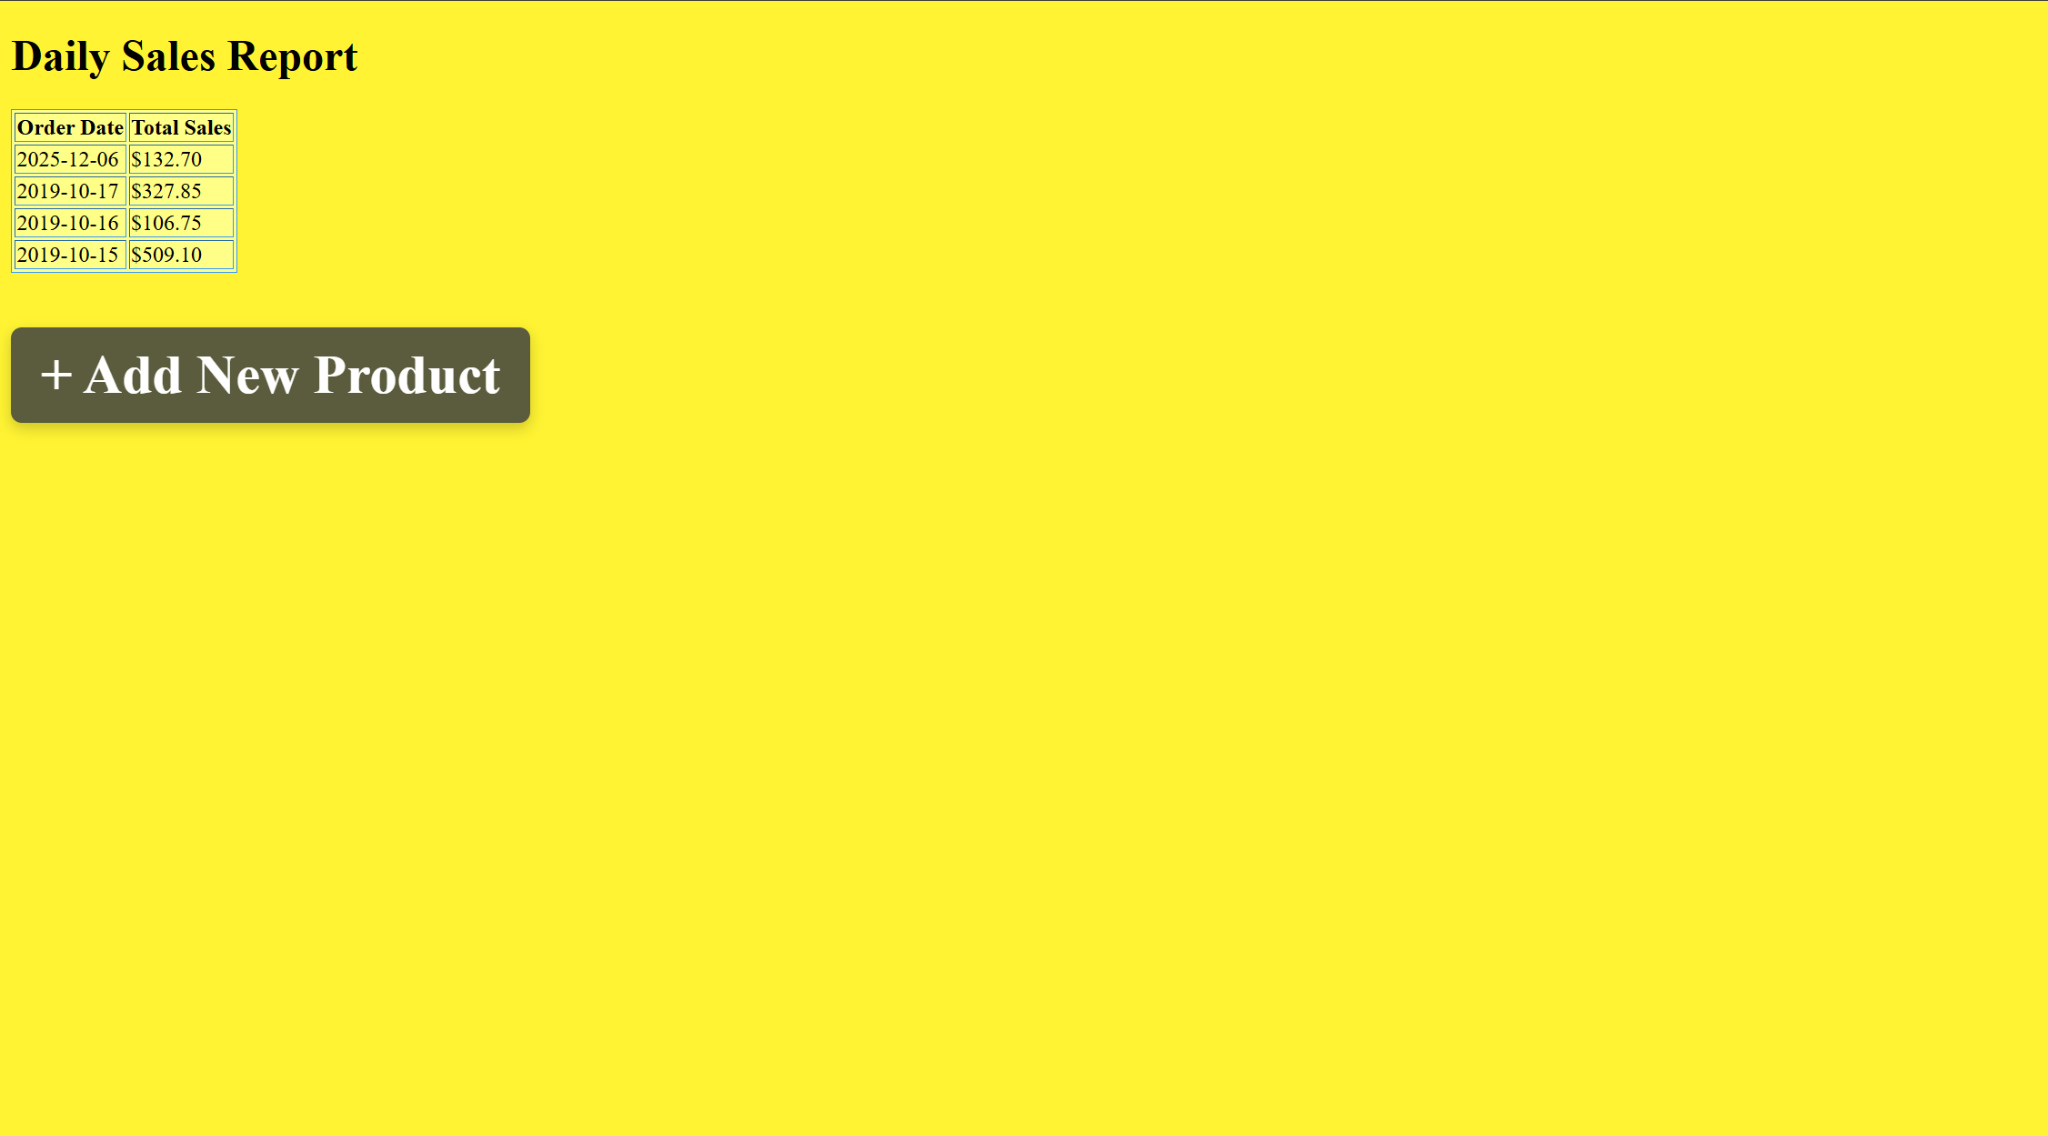 Daily Sales Report
Order Date Total Sales
2025-12-06 $132.70
2019-10-17 $327.85
2019-10-16 $106.75
2019-10-15 $509.10
+ Add New Product